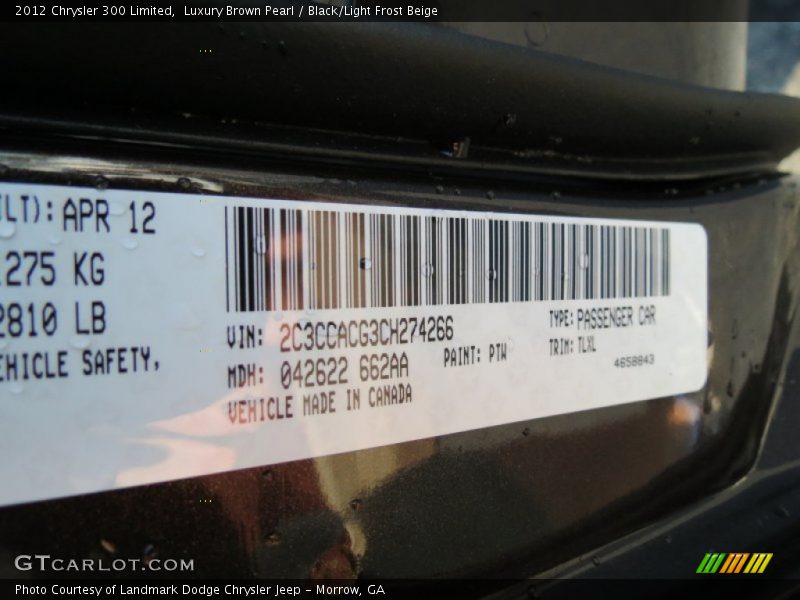 2012 Chrysler 300 Limited,  Luxury Brown Pearl / Black/Light Frost Beige
ILT): APR 12
1275 KG
2810 LB
EHICLE SAFETY,
VIN: 2C3CCACG3CH274266
TYPE: PASSENGER CAR
MDH: 042622 662AA
PAINT: PTW
TRIM: TLXL
VEHICLE MADE IN CANADA
4658843
GTCARLOT.COM
Photo Courtesy of Landmark Dodge Chrysler Jeep - Morrow, GA